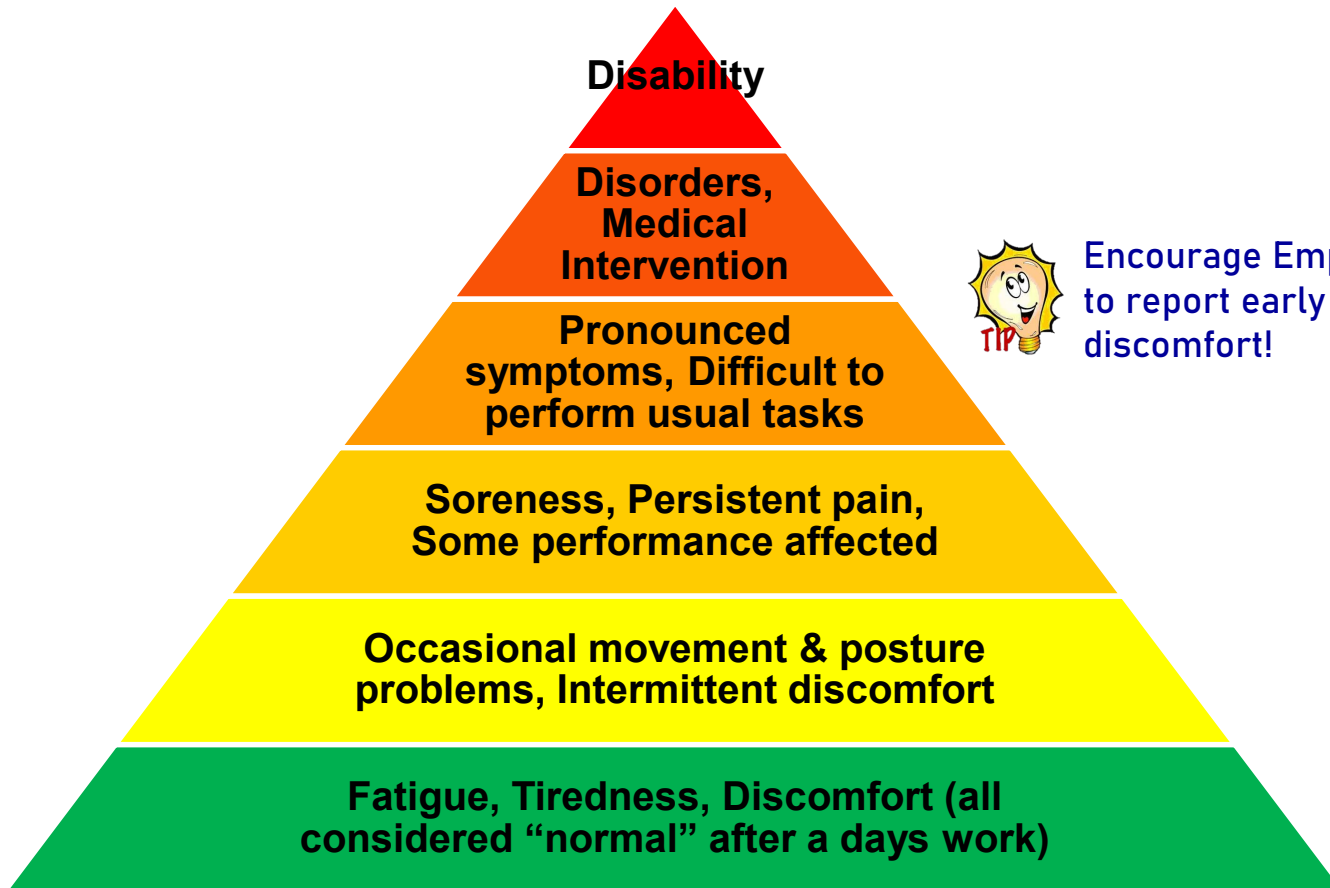 Disability
Disorders,
Medical
Intervention
Pronounced
symptoms, Difficult to
perform usual tasks
Soreness, Persistent pain,
Some performance affected
Occasional movement & posture
problems, Intermittent discomfort
Fatigue, Tiredness, Discomfort (all
considered “normal” after a days work)
TIP
Encourage
to report early
discomfort!